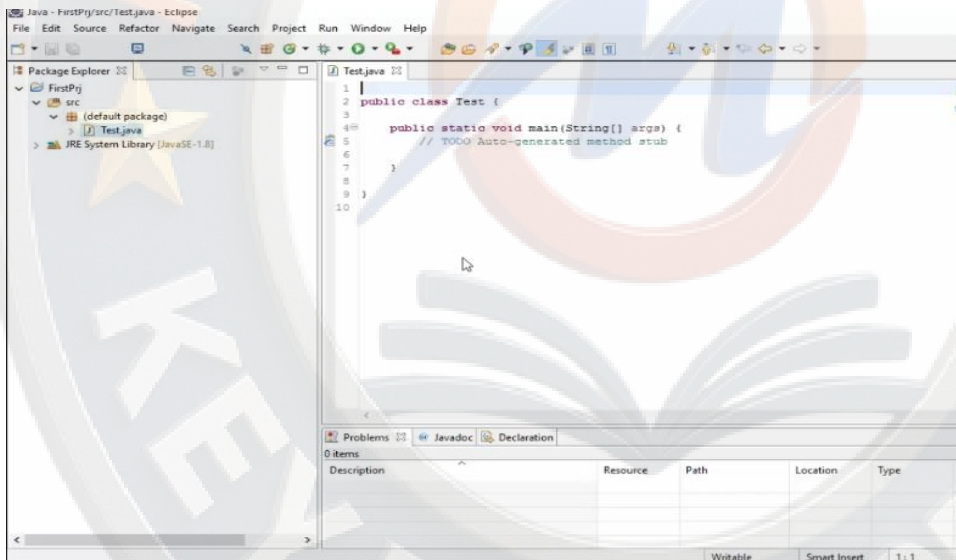 Java - FirstPrj/src/Test.java - Eclipse
File Edit Source Refactor Navigate Search Project Run Window Help
Package Explorer
FirstPrj
src
(default package)
Test.java
JRE System Library [JavaSE-1.8]
Test.java
1
2 public class Test {
3
4 public static void main(String[] args) {
5 // TODO Auto-generated method stub
6
7 }
8
9 }
10
Problems Javadoc Declaration
0 items
Description Resource Path Location Type
Writable Smart Insert 1 : 1
KEY